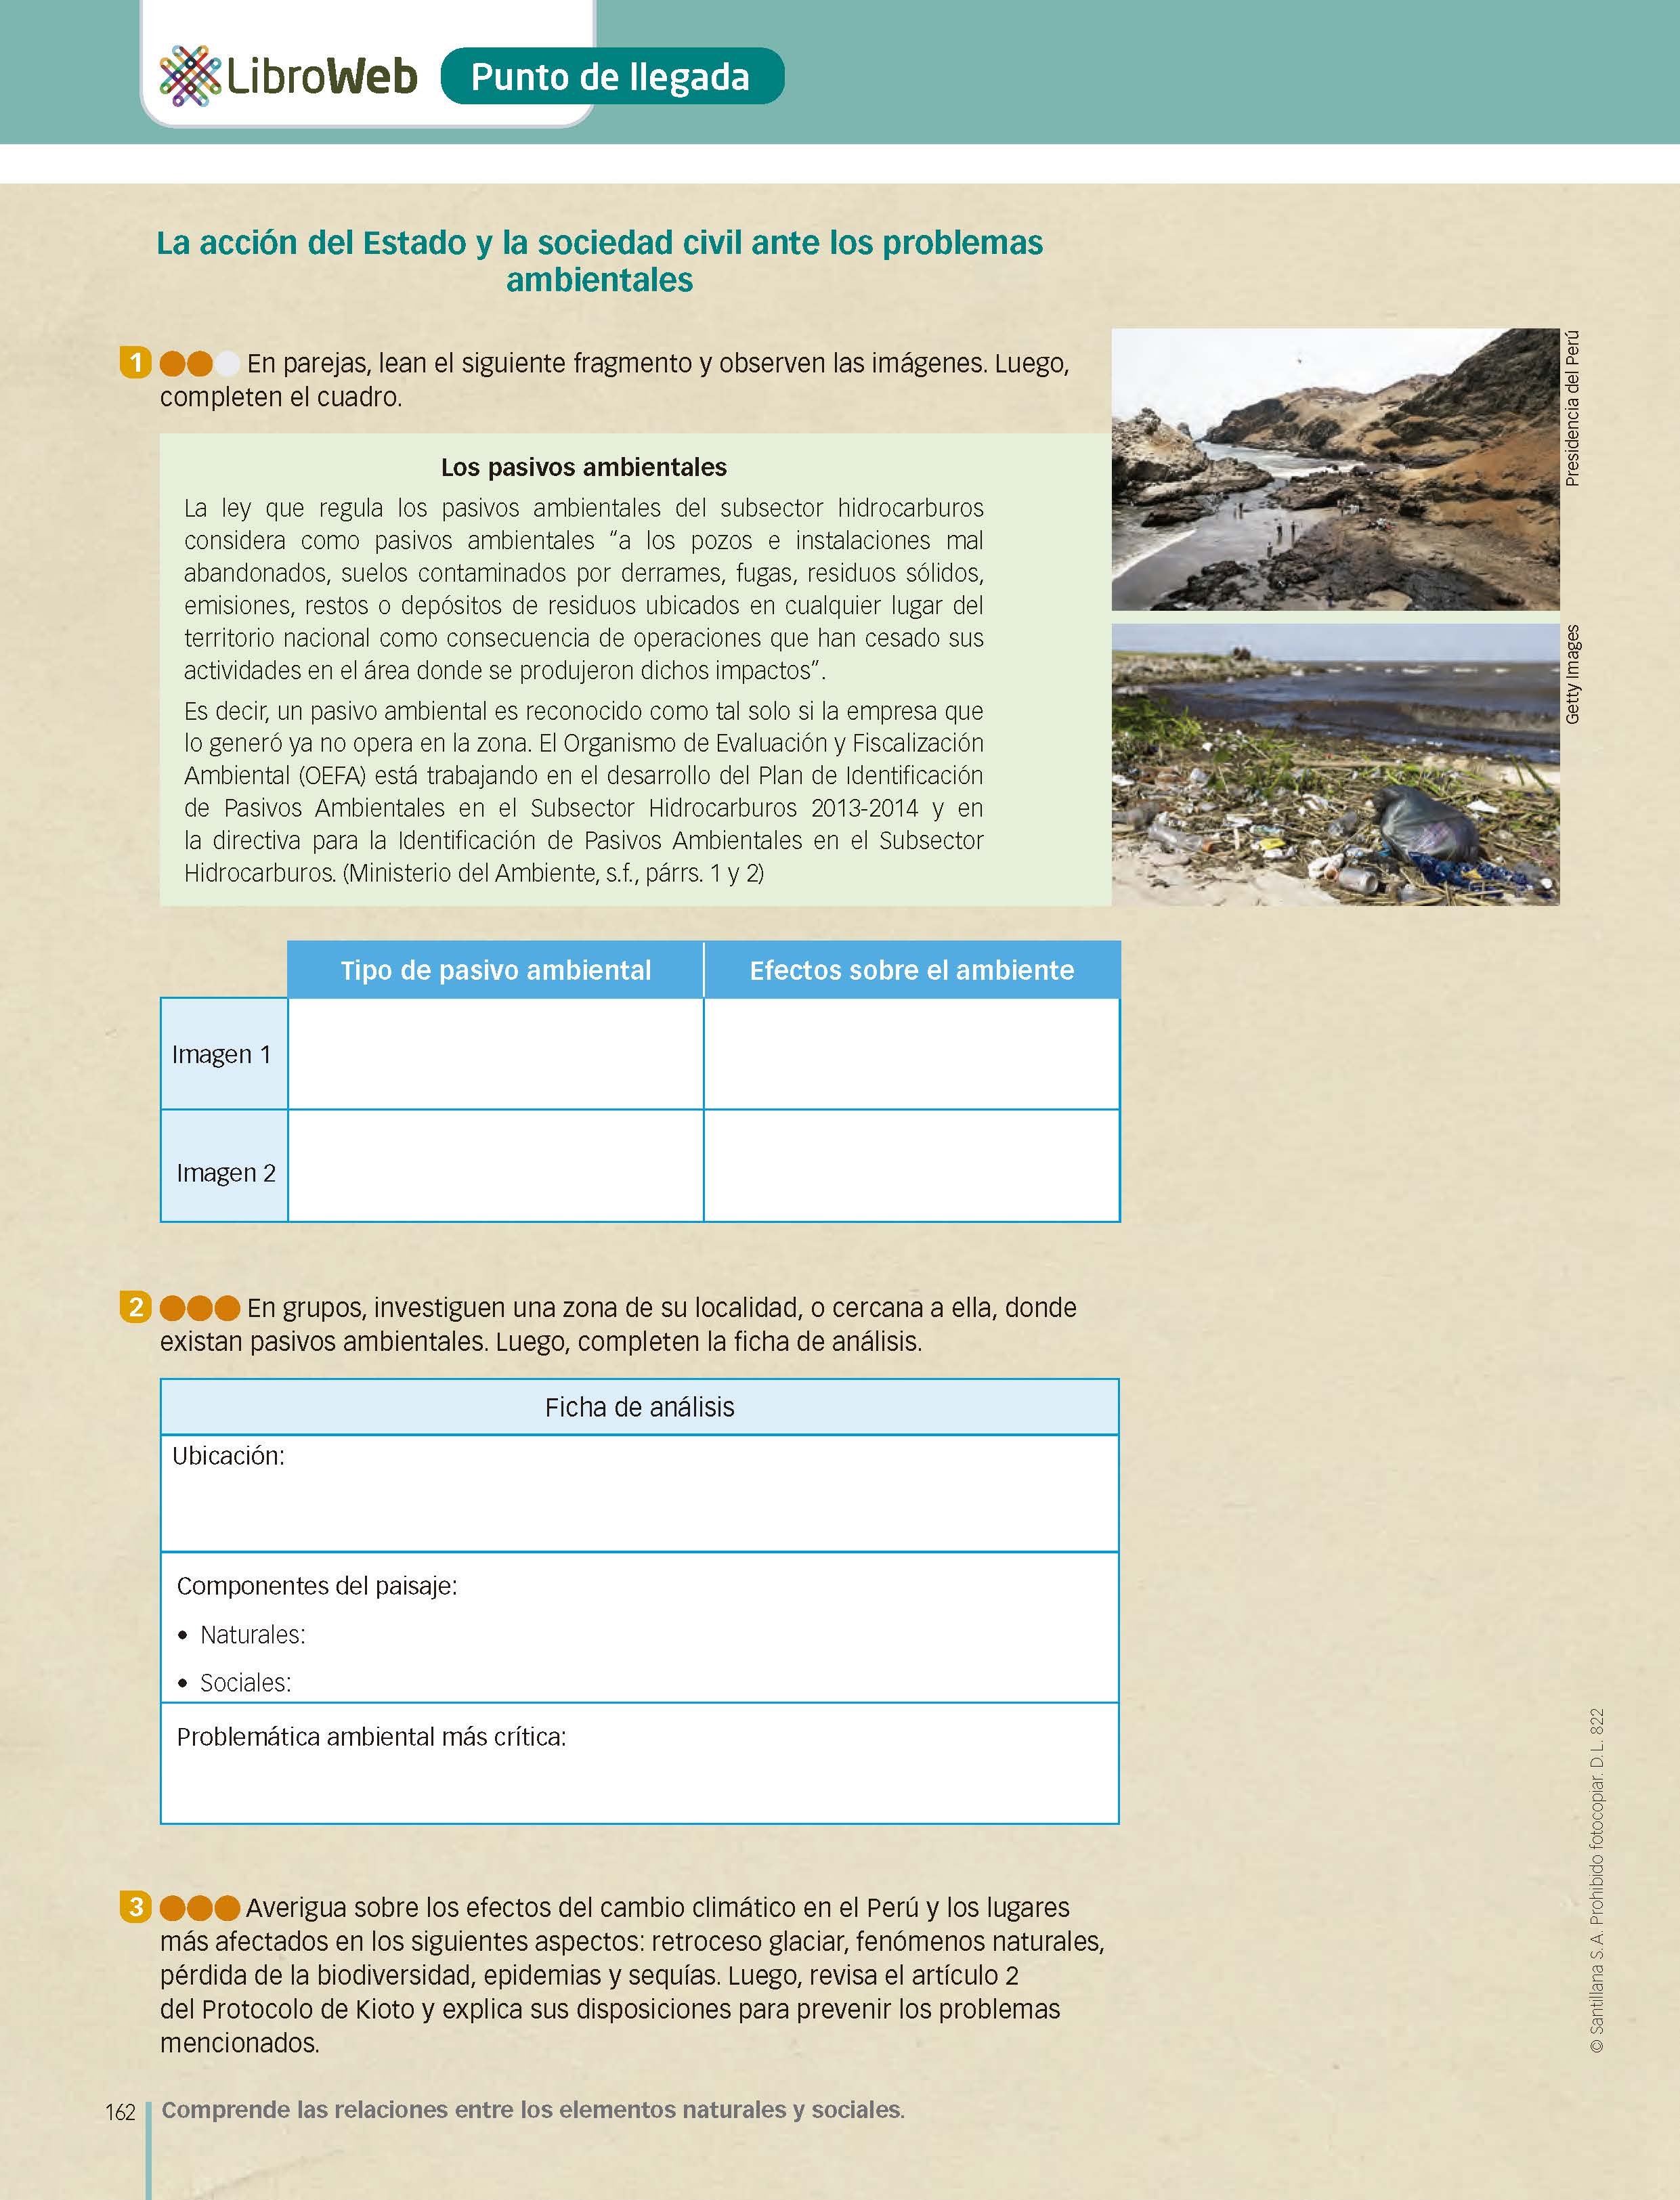 LibroWeb
Punto de llegada
La acción del Estado y la sociedad civil ante los problemas
ambientales
1 En parejas, lean el siguiente fragmento y observen las imágenes. Luego,
completen el cuadro.
Los pasivos ambientales
La ley que regula los pasivos ambientales del subsector hidrocarburos
considera como pasivos ambientales “a los pozos e instalaciones mal
abandonados, suelos contaminados por derrames, fugas, residuos sólidos,
emisiones, restos o depósitos de residuos ubicados en cualquier lugar del
territorio nacional como consecuencia de operaciones que han cesado sus
actividades en el área donde se produjeron dichos impactos”.
Es decir, un pasivo ambiental es reconocido como tal solo si la empresa que
lo generó ya no opera en la zona. El Organismo de Evaluación y Fiscalización
Ambiental (OEFA) está trabajando en el desarrollo del Plan de Identificación
de Pasivos Ambientales en el Subsector Hidrocarburos 2013-2014 y en
la directiva para la Identificación de Pasivos Ambientales en el Subsector
Hidrocarburos. (Ministerio del Ambiente, s.f., párrs. 1 y 2)
Presidencia del Perú
Getty Images
Tipo de pasivo ambiental
Efectos sobre el ambiente
Imagen 1
Imagen 2
2 En grupos, investiguen una zona de su localidad, o cercana a ella, donde
existan pasivos ambientales. Luego, completen la ficha de análisis.
Ficha de análisis
Ubicación:
Componentes del paisaje:
• Naturales:
• Sociales:
Problemática ambiental más crítica:
3 Averigua sobre los efectos del cambio climático en el Perú y los lugares
más afectados en los siguientes aspectos: retroceso glaciar, fenómenos naturales,
pérdida de la biodiversidad, epidemias y sequías. Luego, revisa el artículo 2
del Protocolo de Kioto y explica sus disposiciones para prevenir los problemas
mencionados.
© Santillana S.A. Prohibido fotocopiar. D.L. 822
162
Comprende las relaciones entre los elementos naturales y sociales.